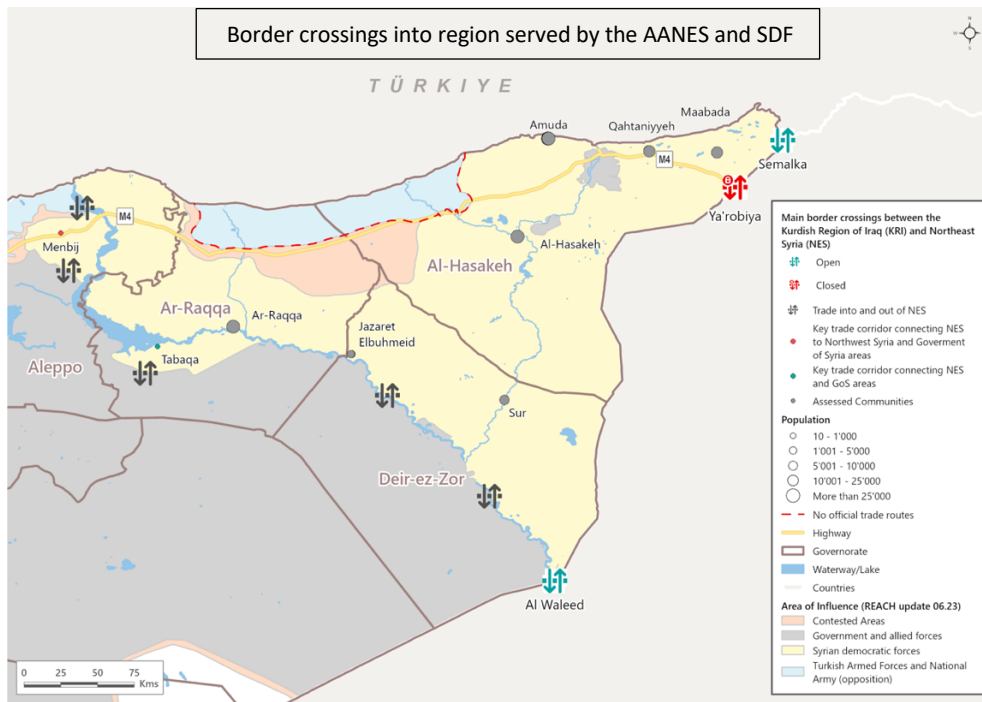 Border crossings into region served by the AANES and SDF
N
W
E
S
TÜRKIYE
Maabada
Amuda
Qahtaniyyeh
M4
Semalka
Ya'robiya
M4
Menbij
Al-Hasakeh
Al-Hasakeh
Ar-Raqqa
Ar-Raqqa
Jazaret
Elbuhmeid
Tabaqa
Aleppo
Sur
Deir-ez-Zor
Al Waleed
0 25 50 75
Kms
Main border crossings between the
Kurdish Region of Iraq (KRI) and Northeast
Syria (NES)
Open
Closed
Trade into and out of NES
Key trade corridor connecting NES
to Northwest Syria and Goverment
of Syria areas
Key trade corridor connecting NES
and GoS areas
Assessed Communities
Population
10 - 1'000
1'001 - 5'000
5'001 - 10'000
10'001 - 25'000
More than 25'000
No official trade routes
Highway
Governorate
Waterway/Lake
Countries
Area of Influence (REACH update 06.23)
Contested Areas
Government and allied forces
Syrian democratic forces
Turkish Armed Forces and National
Army (opposition)